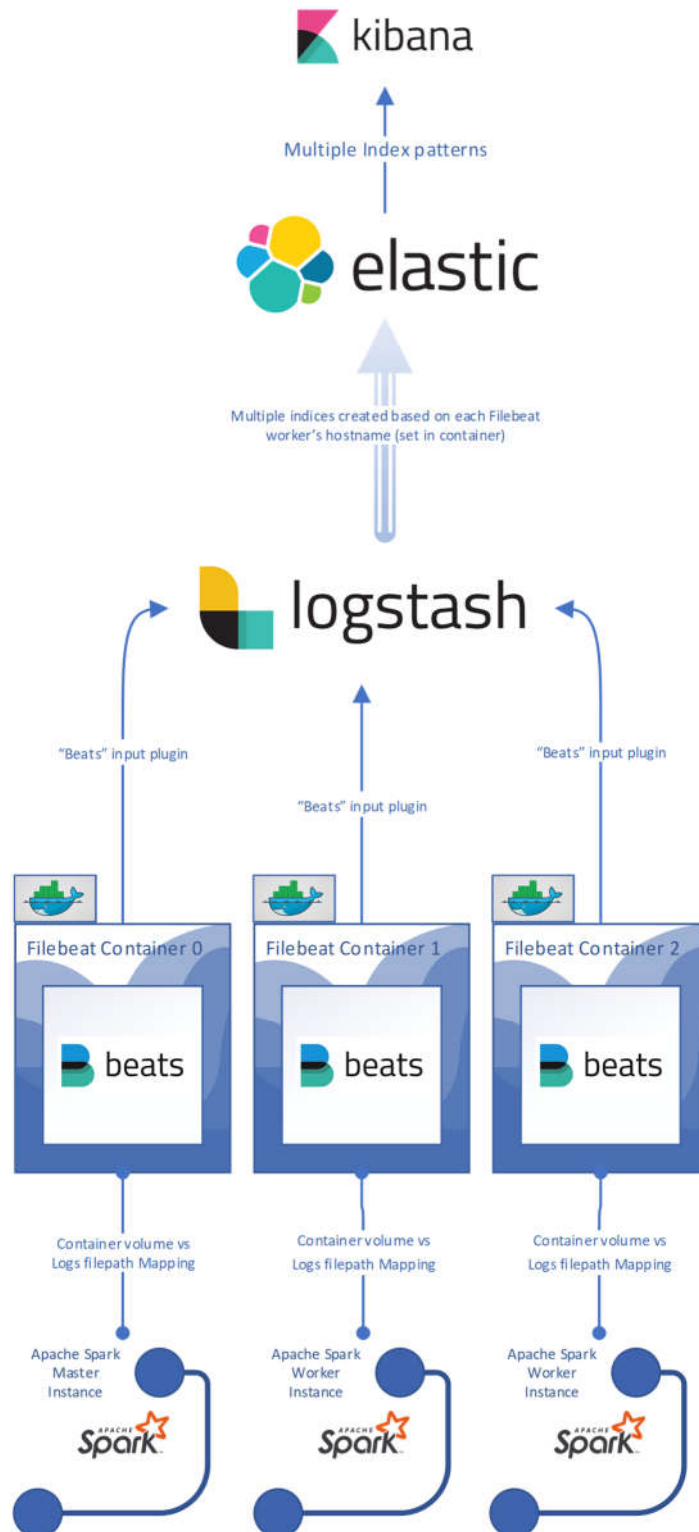 kibana
Multiple Index patterns
elastic
Multiple indices created based on each Filebeat
worker's hostname (set in container)
logstash
"Beats" input plugin
"Beats" input plugin
"Beats" input plugin
Filebeat Container 0
Filebeat Container 1
Filebeat Container 2
beats
beats
beats
Container volume vs
Logs filepath Mapping
Container volume vs
Logs filepath Mapping
Container volume vs
Logs filepath Mapping
Apache Spark
Master
Instance
APACHE
Spark™
Apache Spark
Worker
Instance
APACHE
Spark™
Apache Spark
Worker
Instance
APACHE
Spark™